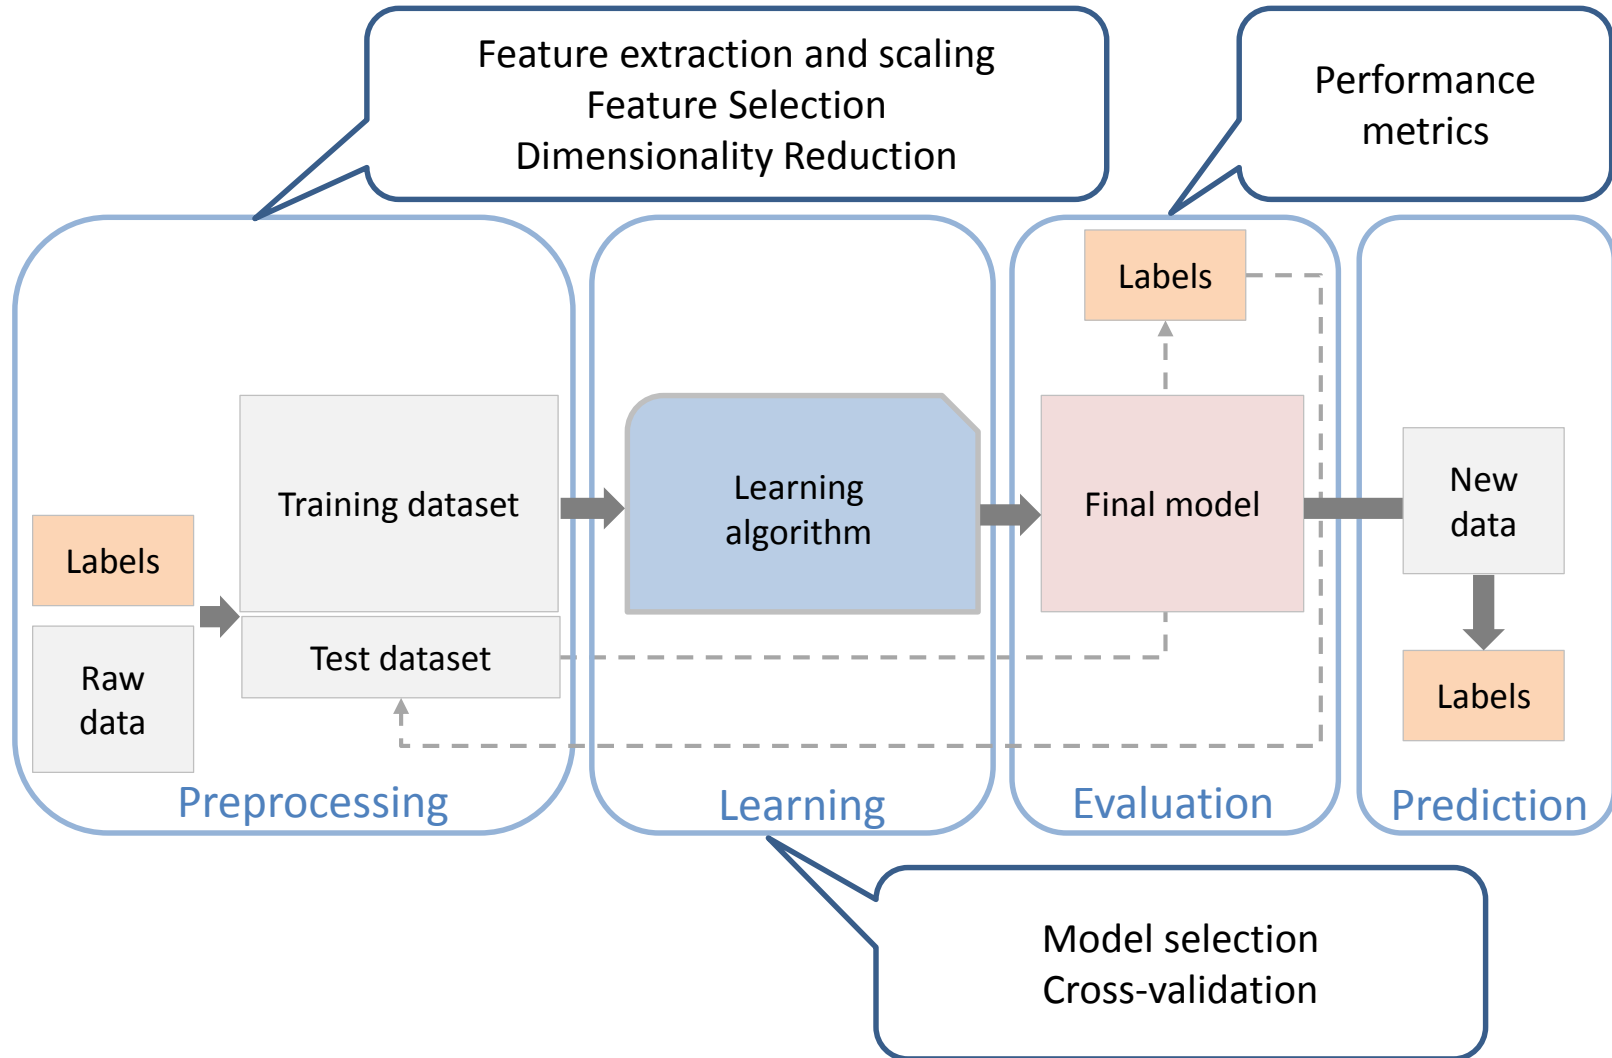 Feature extraction and scaling
Feature Selection
Dimensionality Reduction
Performance
metrics
Labels
Raw
data
Training dataset
Test dataset
Preprocessing
Learning
algorithm
Learning
Labels
Final model
Evaluation
New
data
Labels
Prediction
Model selection
Cross-validation